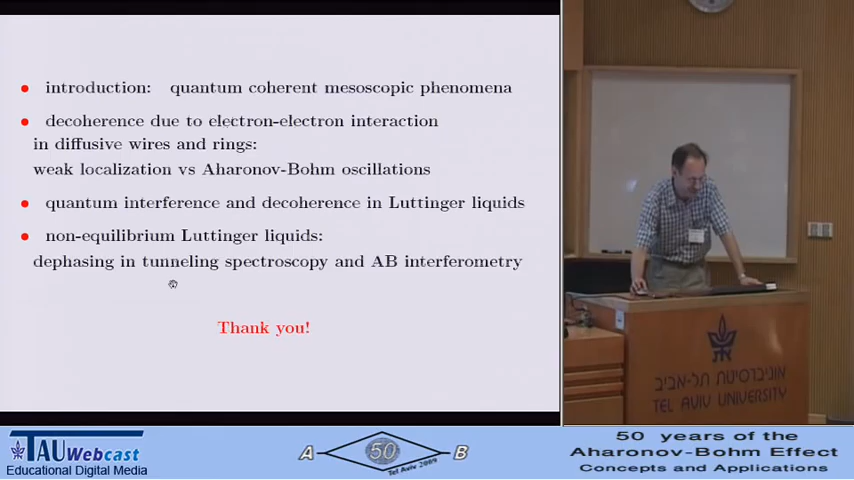 introduction: quantum coherent mesoscopic phenomena
decoherence due to electron-electron interaction
in diffusive wires and rings:
weak localization vs Aharonov-Bohm oscillations
quantum interference and decoherence in Luttinger liquids
non-equilibrium Luttinger liquids:
dephasing in tunneling spectroscopy and AB interferometry
Thank you!
אוניברסיטת תל-אביב
TEL AVIV UNIVERSITY
TAU Webcast
Educational Digital Media
A 50 B
Tel Aviv 2009
50 years of the
Aharonov-Bohm Effect
Concepts and Applications